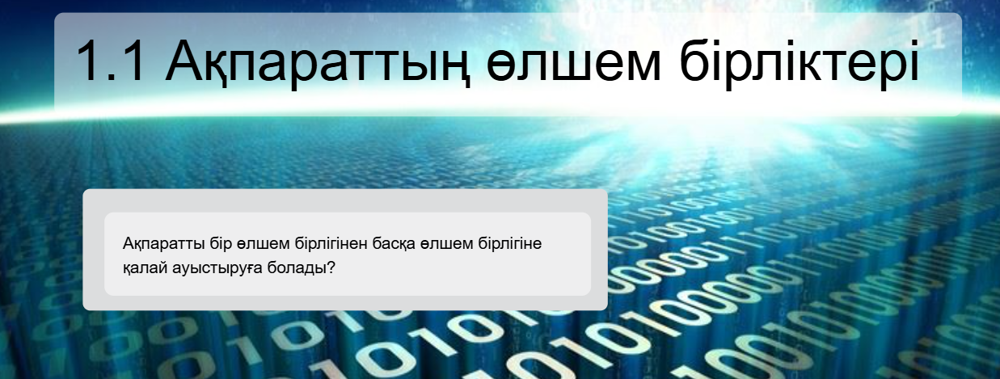 1.1 Ақпараттың өлшем бірліктері
Ақпаратты бір өлшем бірлігінен басқа өлшем бірлігіне
қалай ауыстыруға болады?